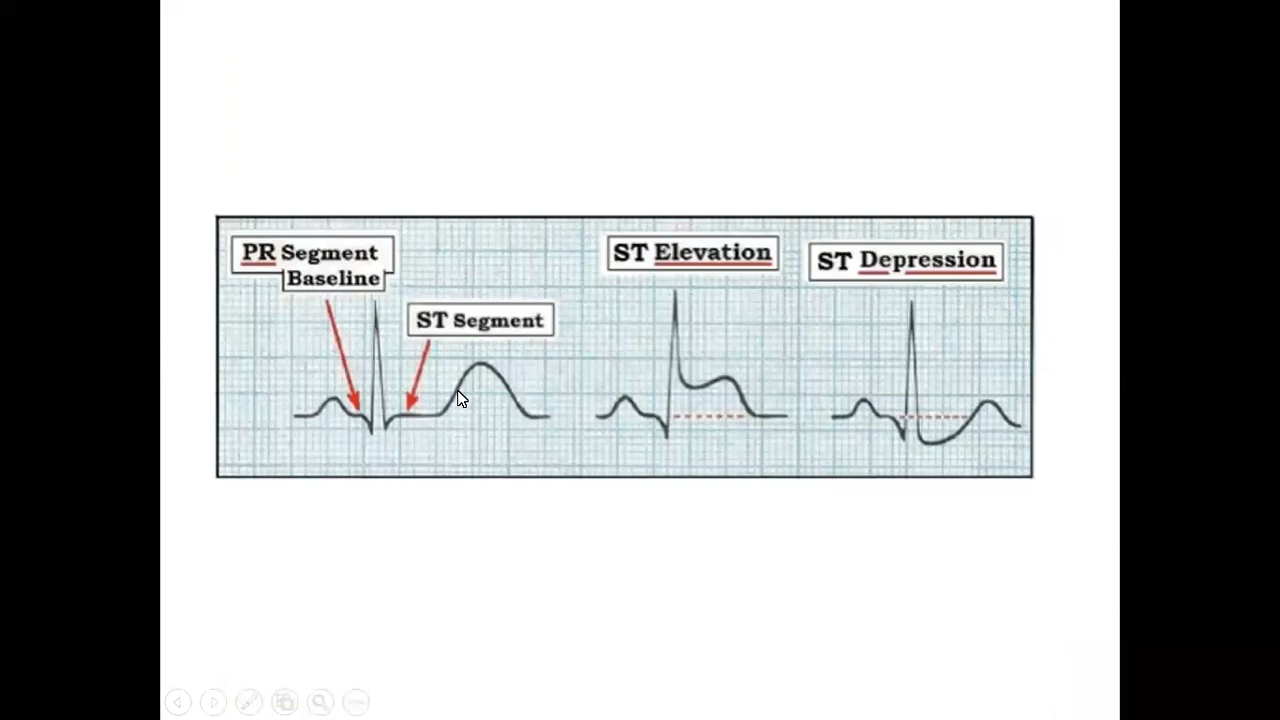 PR Segment
Baseline
ST Segment
ST Elevation
ST Depression